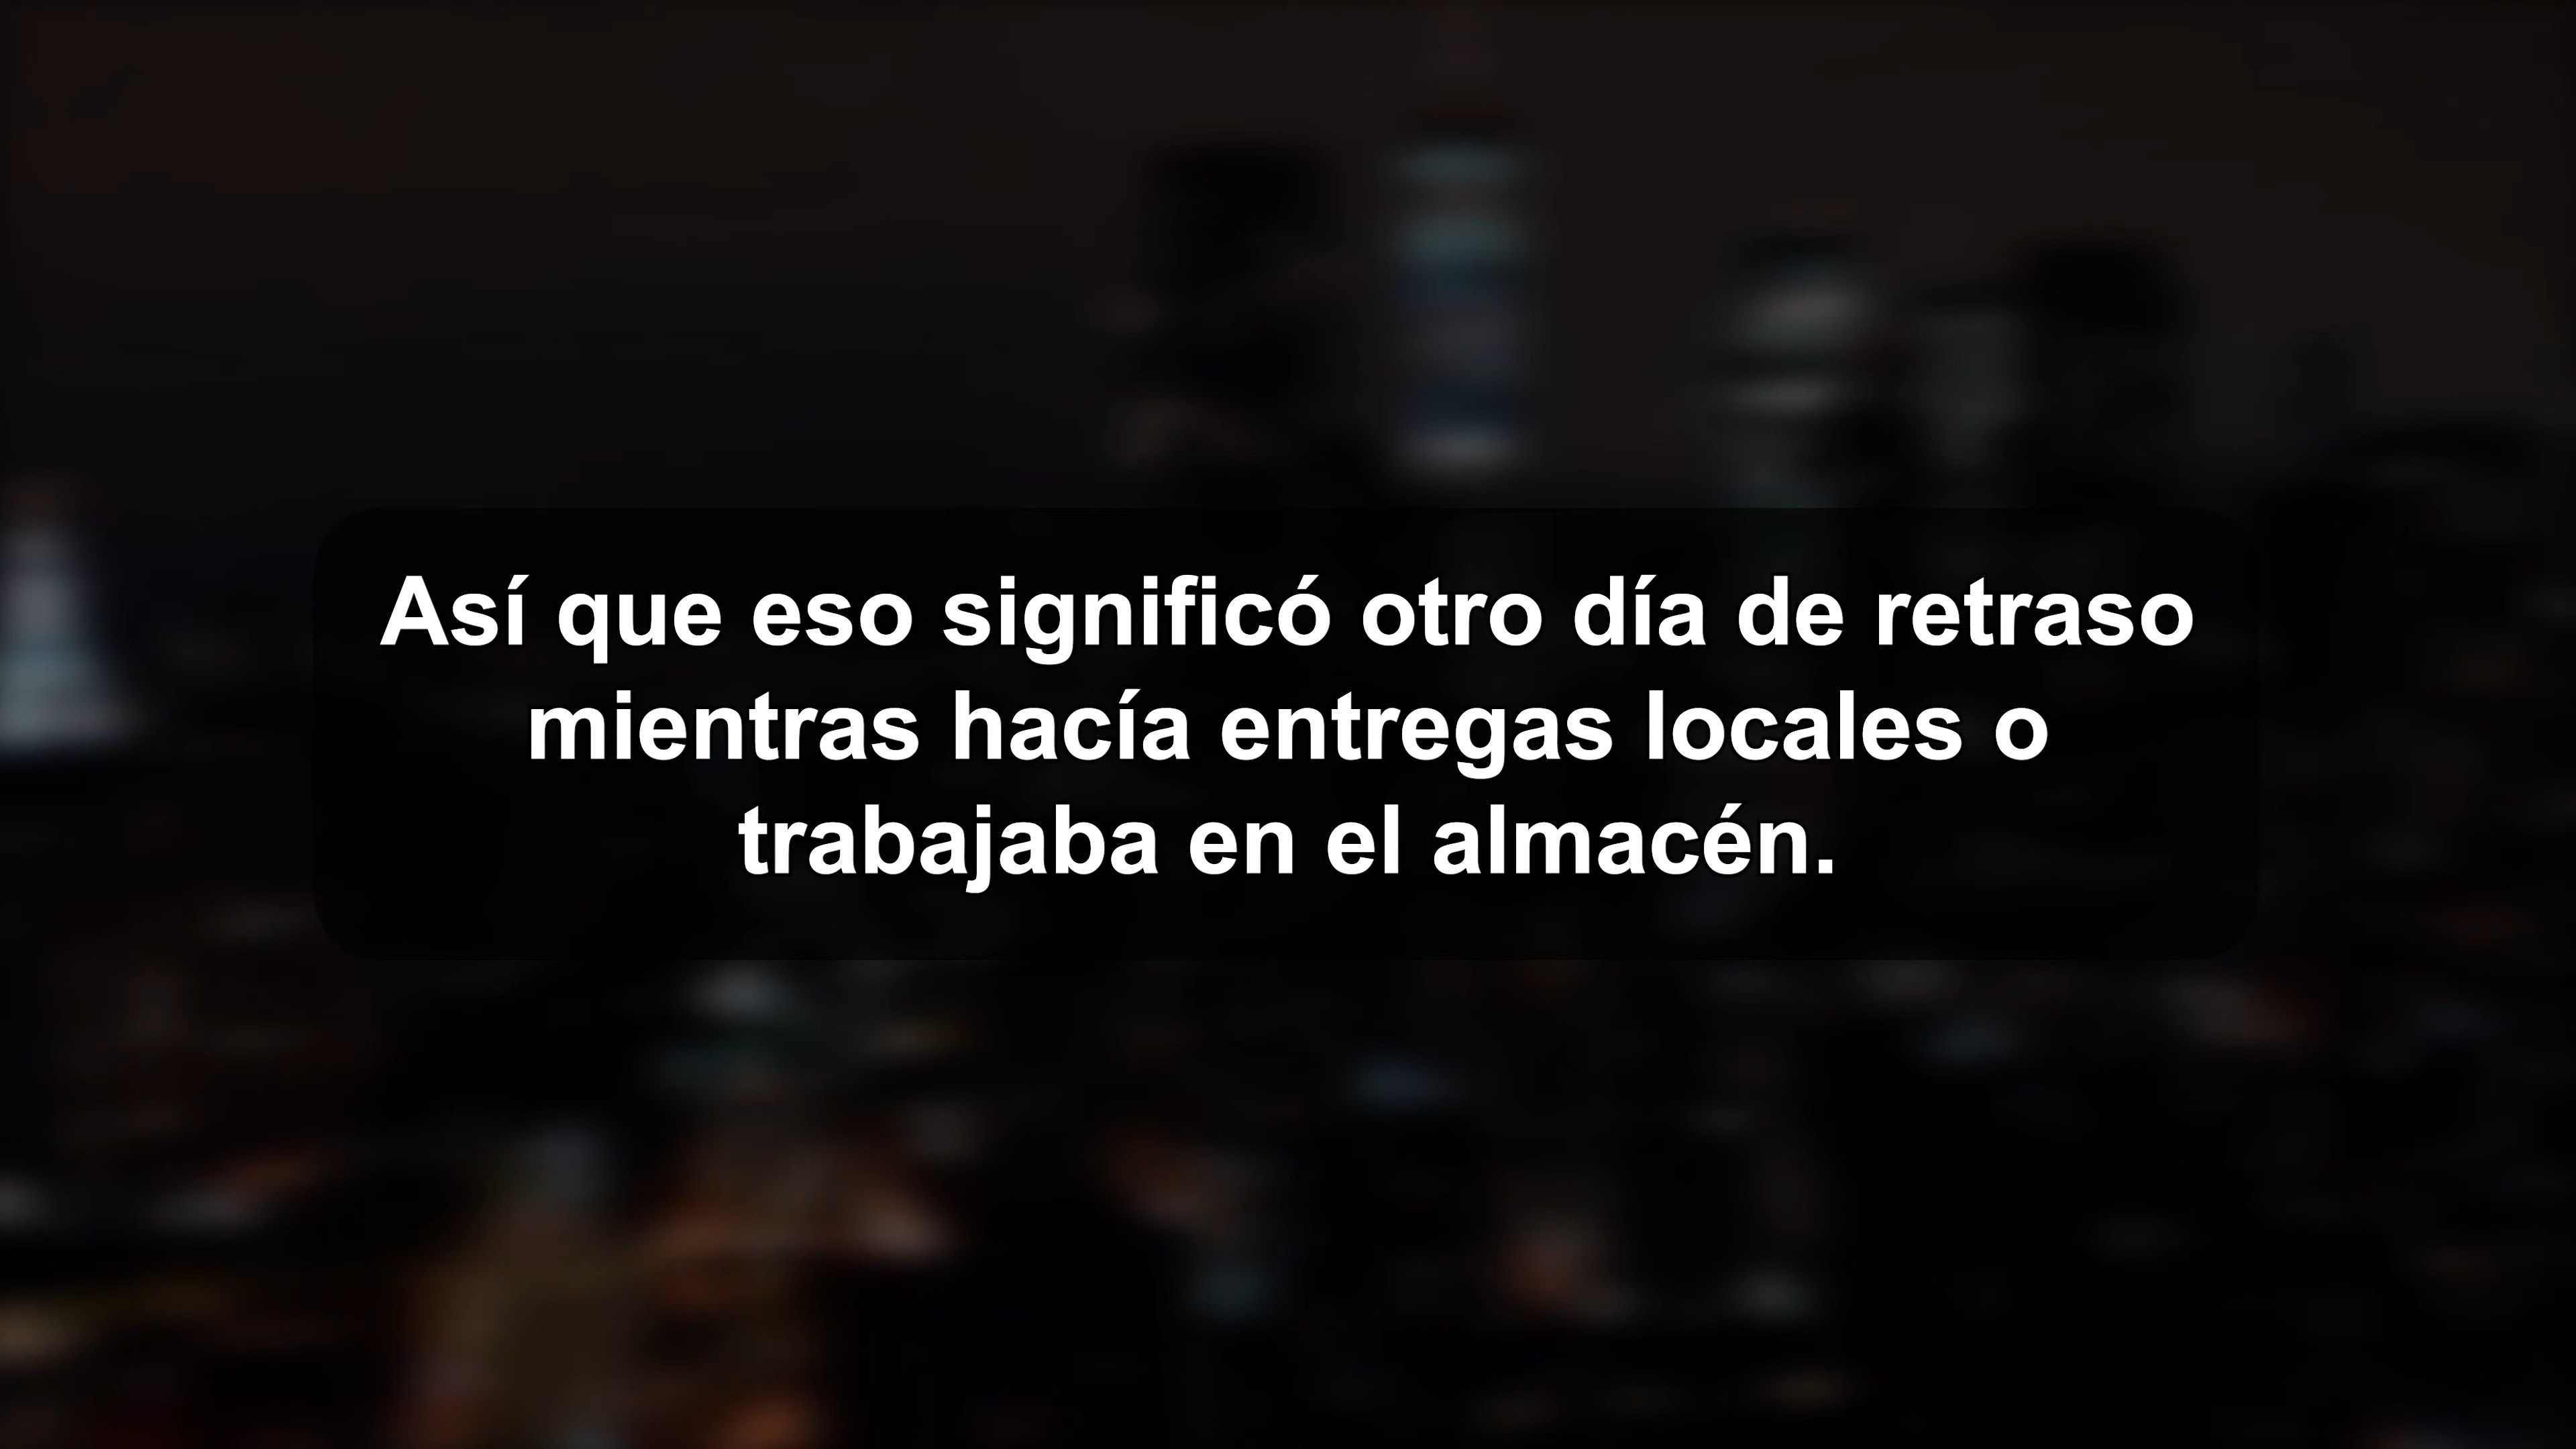 Así que eso significó otro día de retraso
mientras hacía entregas locales o
trabajaba en el almacén.